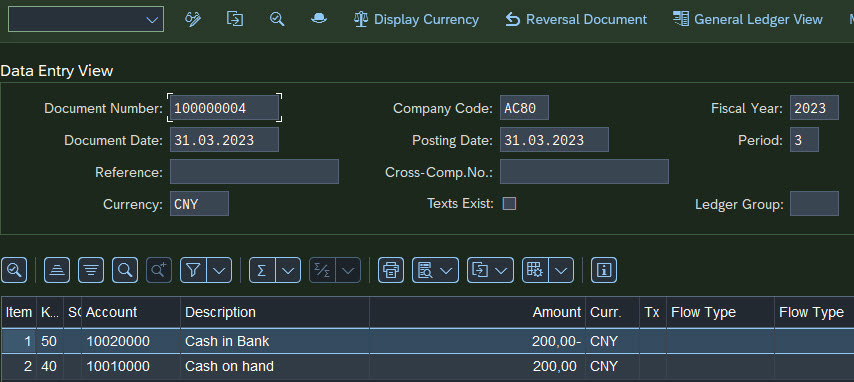 Display Currency Reversal Document General Ledger View
Data Entry View
Document Number: 100000004 Company Code: AC80 Fiscal Year: 2023
Document Date: 31.03.2023 Posting Date: 31.03.2023 Period: 3
Reference: Cross-Comp.No.:
Currency: CNY Texts Exist: Ledger Group:
Item K... Account Description Amount Curr. Tx Flow Type Flow Type
1 50 10020000 Cash in Bank 200,00- CNY
2 40 10010000 Cash on hand 200,00 CNY